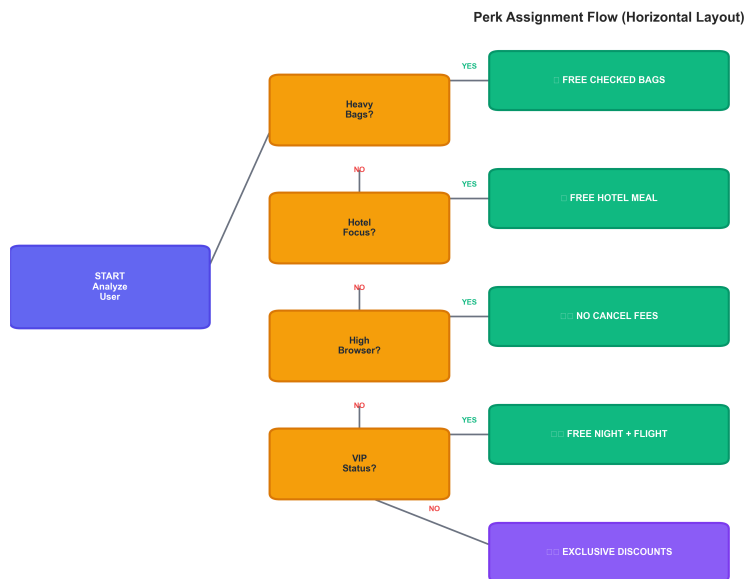 Perk Assignment Flow (Horizontal Layout)
START
Analyze
User
Heavy
Bags?
YES
FREE CHECKED BAGS
NO
Hotel
Focus?
YES
FREE HOTEL MEAL
NO
High
Browser?
YES
NO CANCEL FEES
NO
VIP
Status?
YES
FREE NIGHT + FLIGHT
NO
EXCLUSIVE DISCOUNTS